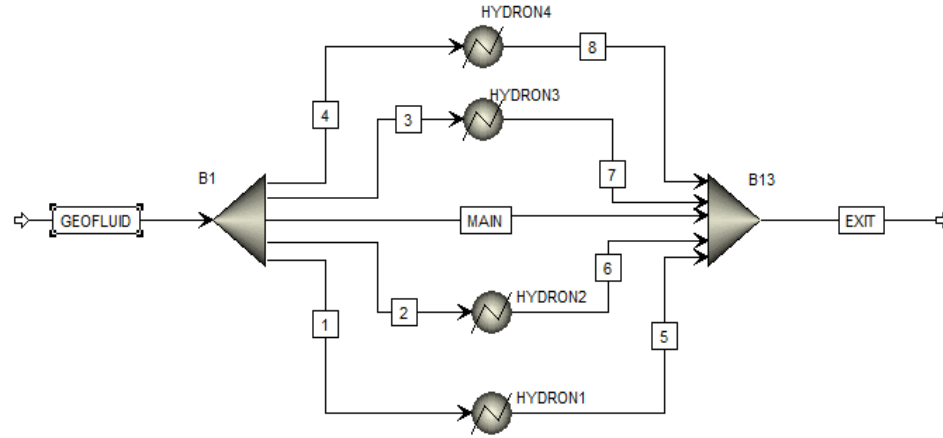 HYDRON4
8
4
HYDRON3
3
7
B1
B13
GEOFLUID
MAIN
EXIT
6
HYDRON2
2
1
5
HYDRON1